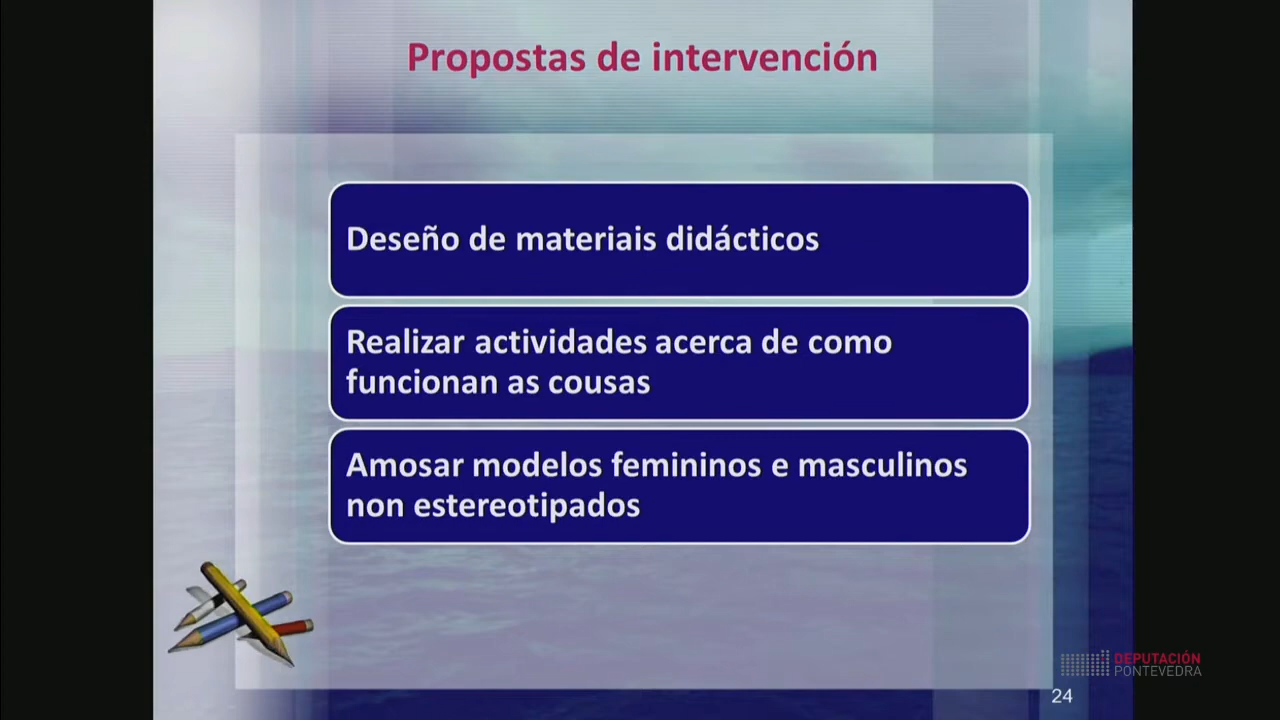 Propostas de intervención
Deseño de materiais didácticos
Realizar actividades acerca de como
funcionan as cousas
Amosar modelos femininos e masculinos
non estereotipados
DEPUTACIÓN
PONTEVEDRA
24